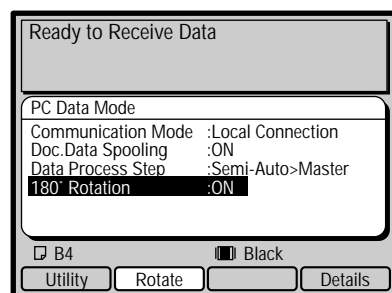 Ready to Receive Data
PC Data Mode
Communication Mode :Local Connection
Doc.Data Spooling :ON
Data Process Step :Semi-Auto>Master
180˚ Rotation :ON
B4 Black
Utility Rotate Details